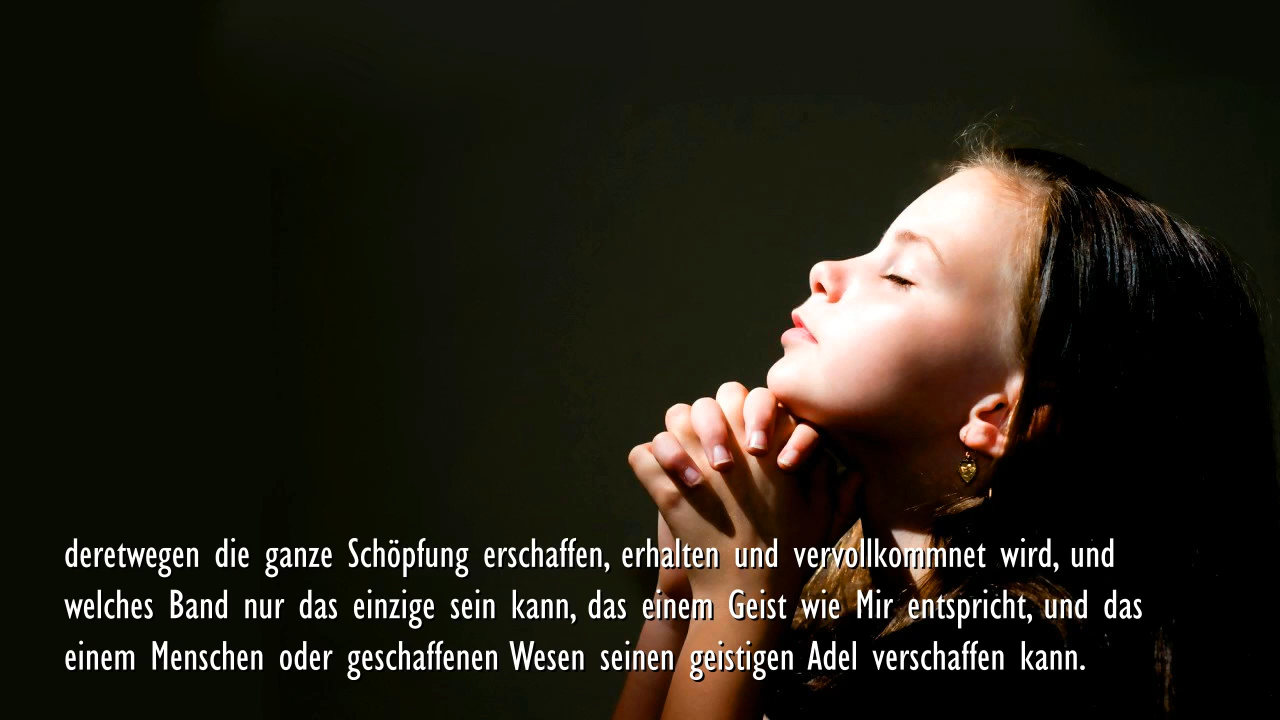 deretwegen die ganze Schöpfung erschaffen, erhalten und vervollkommnet wird, und
welches Band nur das einzige sein kann, das einem Geist wie Mir entspricht, und das
einem Menschen oder geschaffenen Wesen seinen geistigen Adel verschaffen kann.